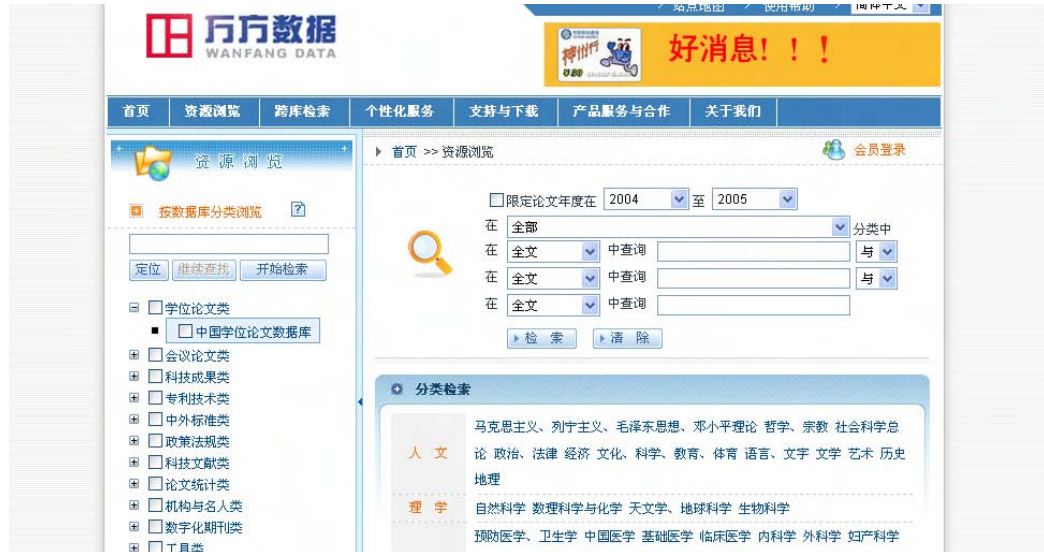 站点地图 使用帮助 简体中文
万方数据
WANFANG DATA
神州行
好消息！！！
首页 资源浏览 跨库检索 个性化服务 支持与下载 产品服务与合作 关于我们
资源浏览
首页 >> 资源浏览
会员登录
按数据库分类浏览 ?
定位 继续查找 开始检索
学位论文类
中国学位论文数据库
会议论文类
科技成果类
专利技术类
中外标准类
政策法规类
科技文献类
论文统计类
机构与名人类
数字化期刊类
工具类
限定论文年度在 2004 至 2005
在 全部 分类中
在 全文 中查询 与
在 全文 中查询 与
在 全文 中查询
检 索 清 除
分类检索
人 文
马克思主义、列宁主义、毛泽东思想、邓小平理论 哲学、宗教 社会科学总
论 政治、法律 经济 文化、科学、教育、体育 语言、文字 文学 艺术 历史
地理
理 学
自然科学 数理科学与化学 天文学、地球科学 生物科学
预防医学、卫生学 中国医学 基础医学 临床医学 内科学 外科学 妇产科学